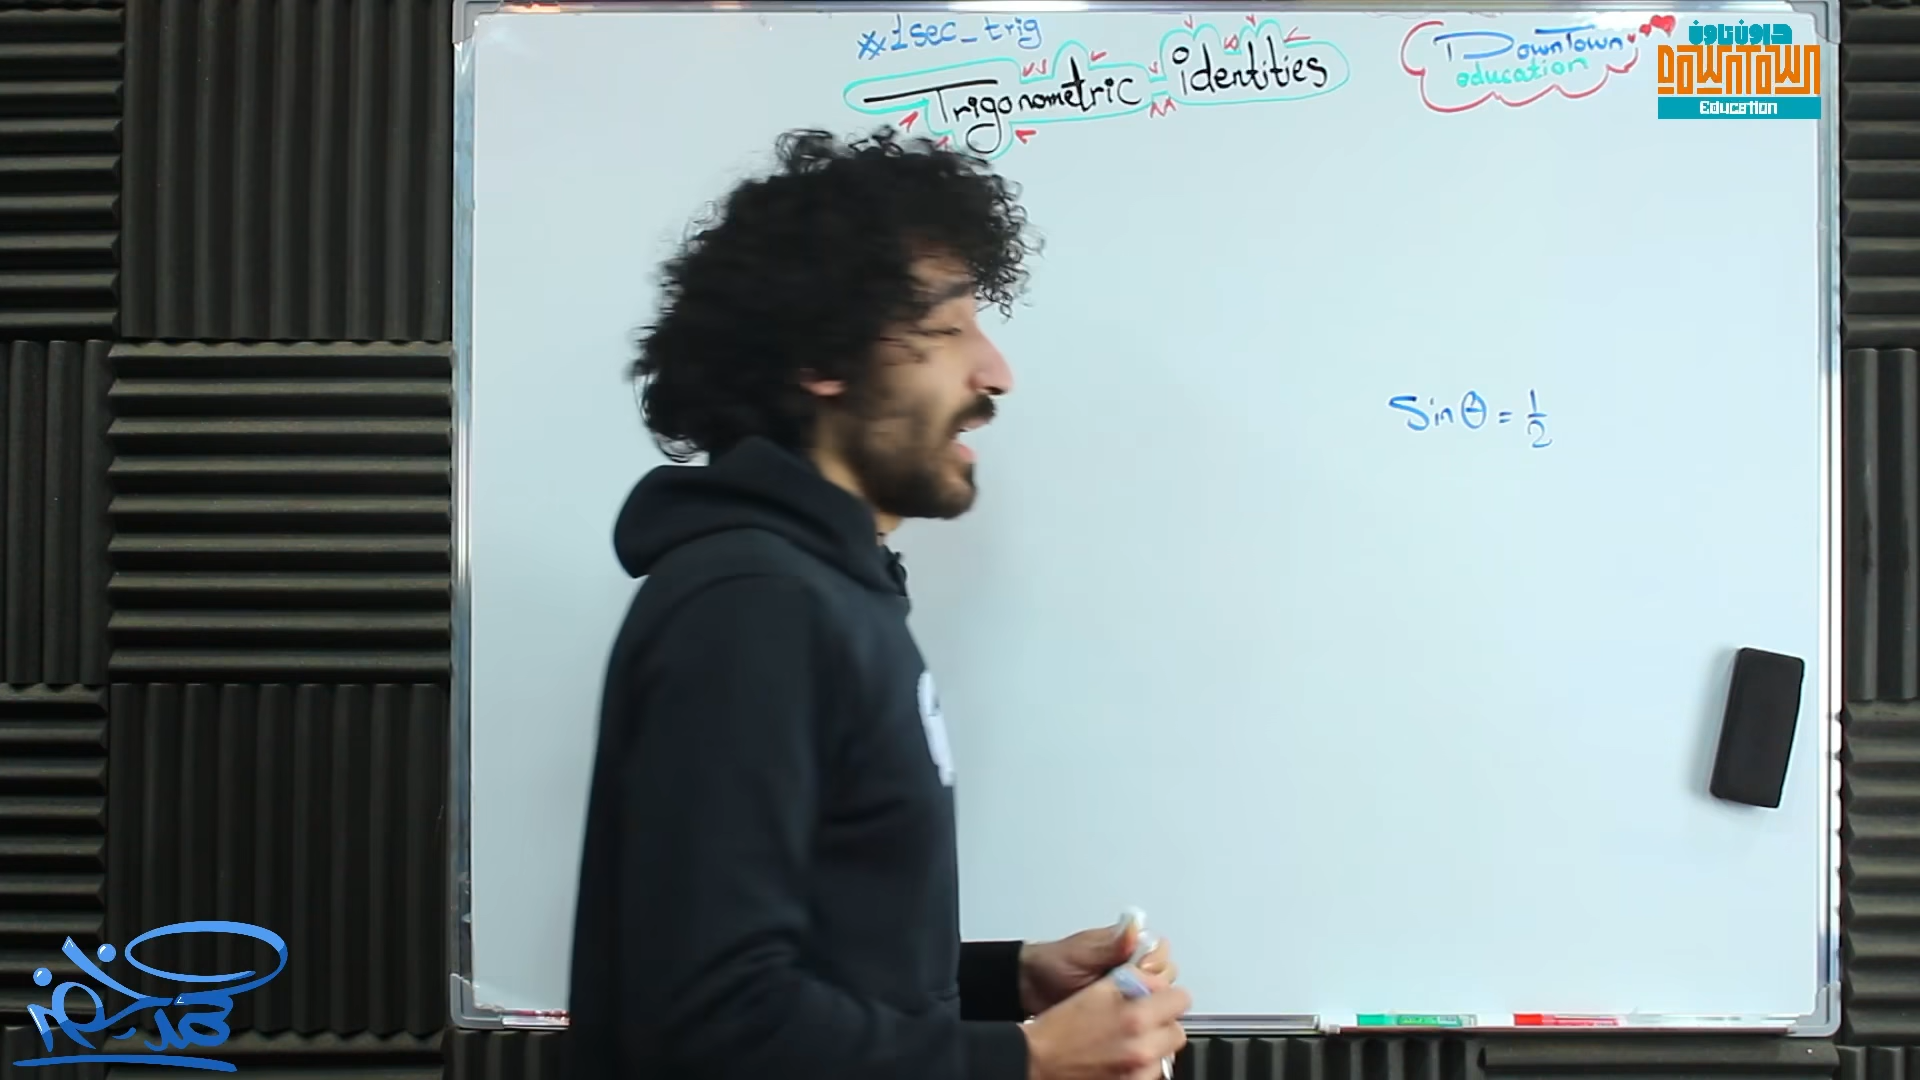 #1sec_trig
Trigonometric identities
DownTown
education
داون تاون
DOWNTOWN
Education
Sin θ = 1/2